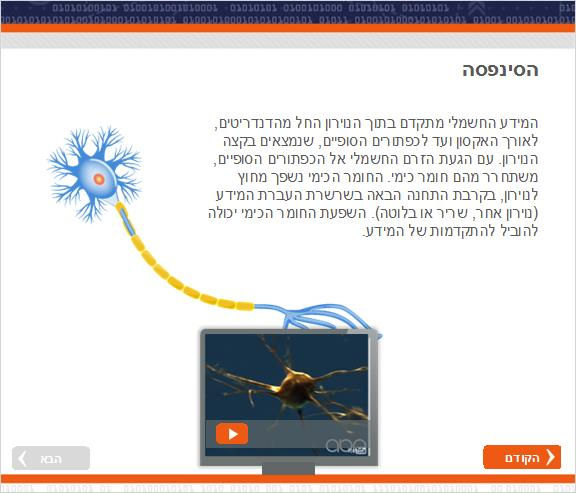 הסינפסה
המידע החשמלי מתקדם בתוך הנוירון החל מהדנדריטים,
לאורך האקסון ועד לכפתורים הסופיים, שנמצאים בקצה
הנוירון. עם הגעת הזרם החשמלי אל הכפתורים הסופיים,
משתחרר מהם חומר כימי. החומר הכימי נשפך מחוץ
לנוירון, בקרבת התחנה הבאה בשרשרת העברת המידע
(נוירון אחר, שריר או בלוטה). השפעת החומר הכימי יכולה
להוביל להתקדמות של המידע.
הקודם
הבא